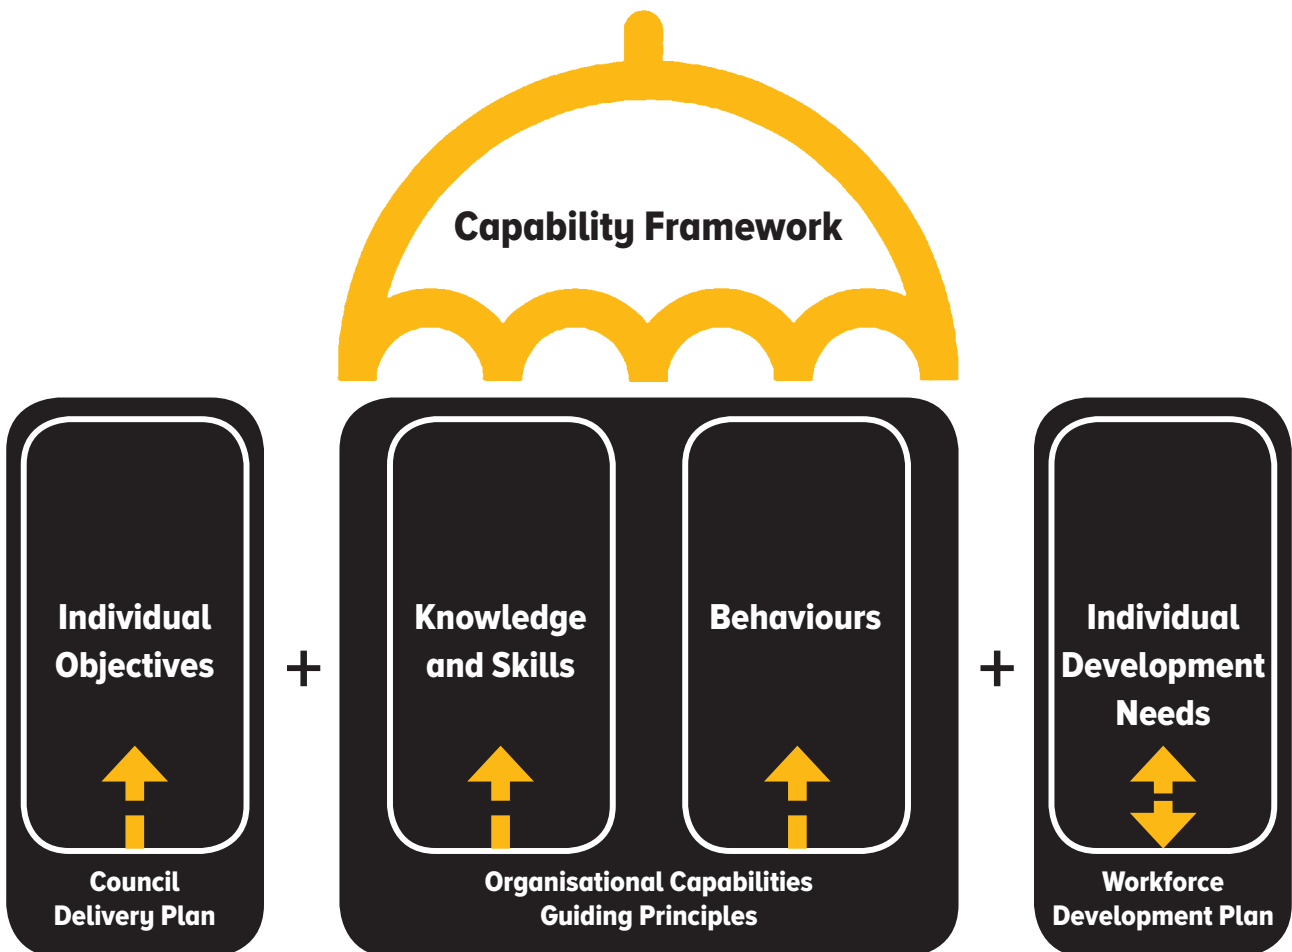 Capability Framework
Individual
Objectives
+
Knowledge
and Skills
Behaviours
+
Individual
Development
Needs
Council
Delivery Plan
Organisational Capabilities
Guiding Principles
Workforce
Development Plan